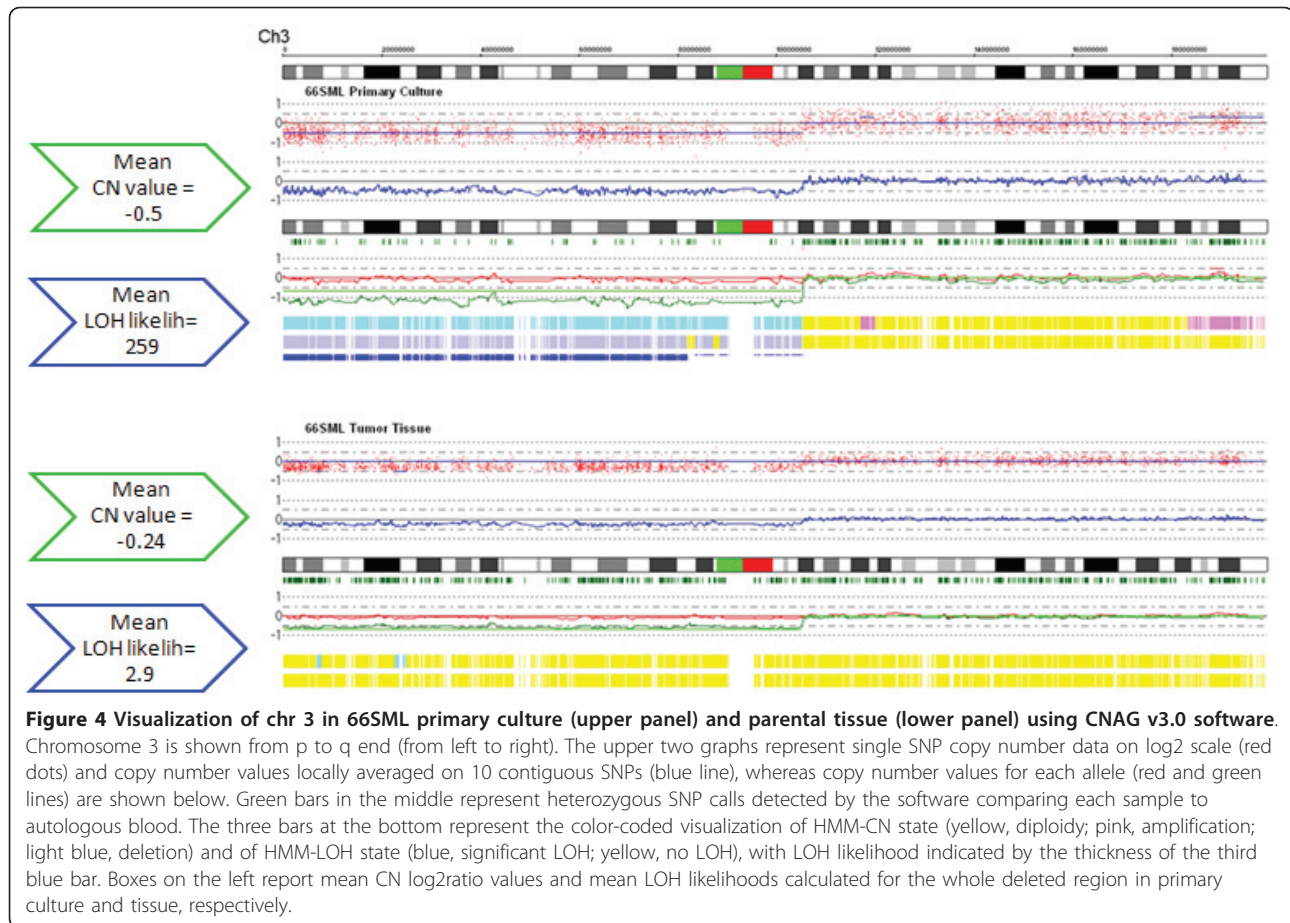 Ch3
0 20000000 40000000 60000000 80000000 100000000 120000000 140000000 160000000 180000000
66SML Primary Culture
1
0
-1
1
0
-1
Mean
CN value =
-0.5
1
0
-1
Mean
LOH likelih=
259
66SML Tumor Tissue
1
0
-1
1
0
-1
Mean
CN value =
-0.24
1
0
-1
Mean
LOH likelih=
2.9
Figure 4 Visualization of chr 3 in 66SML primary culture (upper panel) and parental tissue (lower panel) using CNAG v3.0 software.
Chromosome 3 is shown from p to q end (from left to right). The upper two graphs represent single SNP copy number data on log2 scale (red
dots) and copy number values locally averaged on 10 contiguous SNPs (blue line), whereas copy number values for each allele (red and green
lines) are shown below. Green bars in the middle represent heterozygous SNP calls detected by the software comparing each sample to
autologous blood. The three bars at the bottom represent the color-coded visualization of HMM-CN state (yellow, diploidy; pink, amplification;
light blue, deletion) and of HMM-LOH state (blue, significant LOH; yellow, no LOH), with LOH likelihood indicated by the thickness of the third
blue bar. Boxes on the left report mean CN log2ratio values and mean LOH likelihoods calculated for the whole deleted region in primary
culture and tissue, respectively.